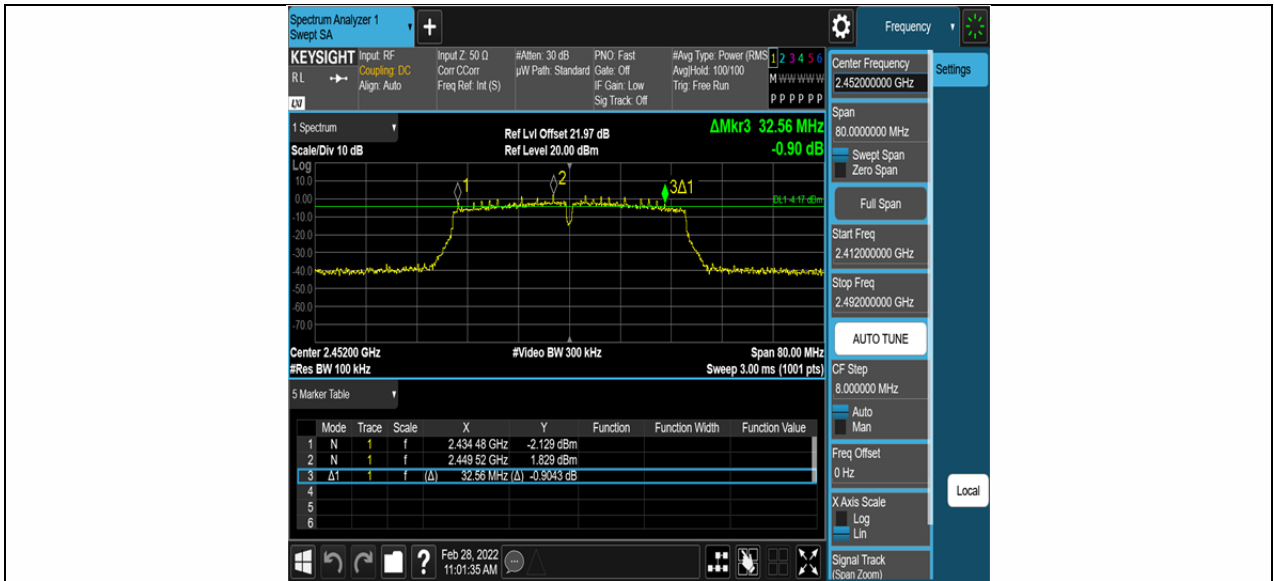 Spectrum Analyzer 1
Swept SA
+
Frequency
KEYSIGHT
RL
LXI
Input: RF
Coupling: DC
Align: Auto
Input Z: 50 Ω
Corr CCorr
Freq Ref: Int (S)
#Atten: 30 dB
µW Path: Standard
PNO: Fast
Gate: Off
IF Gain: Low
Sig Track: Off
#Avg Type: Power (RMS
Avg|Hold: 100/100
Trig: Free Run
1 2 3 4 5 6
M W W W W W
P P P P P P
1 Spectrum
Scale/Div 10 dB
Ref Lvl Offset 21.97 dB
Ref Level 20.00 dBm
ΔMkr3 32.56 MHz
-0.90 dB
Log
10.0
0.00
-10.0
-20.0
-30.0
-40.0
-50.0
-60.0
-70.0
1
2
3Δ1
DL1 -4.17 dBm
Center 2.45200 GHz
#Video BW 300 kHz
Span 80.00 MHz
#Res BW 100 kHz
Sweep 3.00 ms (1001 pts)
5 Marker Table
Mode Trace Scale X Y Function Function Width Function Value
1 N 1 f 2.434 48 GHz -2.129 dBm
2 N 1 f 2.449 52 GHz 1.829 dBm
3 Δ1 1 f (Δ) 32.56 MHz (Δ) -0.9043 dB
4
5
6
Feb 28, 2022
11:01:35 AM
?
Center Frequency
2.452000000 GHz
Span
80.0000000 MHz
Swept Span
Zero Span
Full Span
Start Freq
2.412000000 GHz
Stop Freq
2.492000000 GHz
AUTO TUNE
CF Step
8.000000 MHz
Auto
Man
Freq Offset
0 Hz
X Axis Scale
Log
Lin
Signal Track
(Span Zoom)
Settings
Local